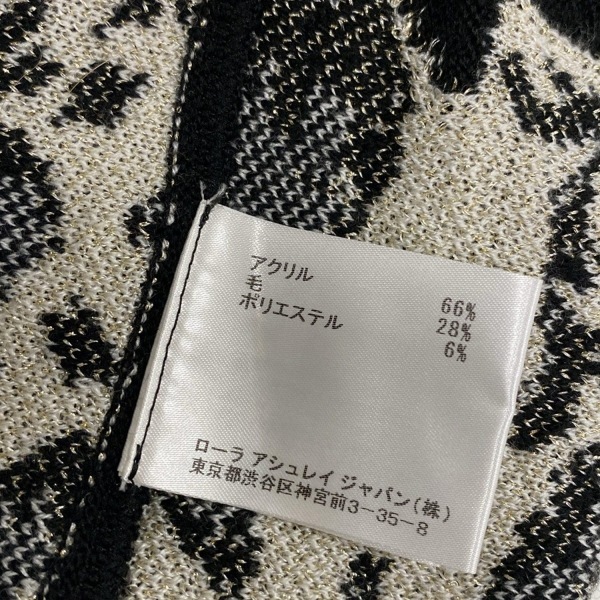 アクリル 66%
毛 28%
ポリエステル 6%
ローラ アシュレイ ジャパン(株)
東京都渋谷区神宮前3-35-8